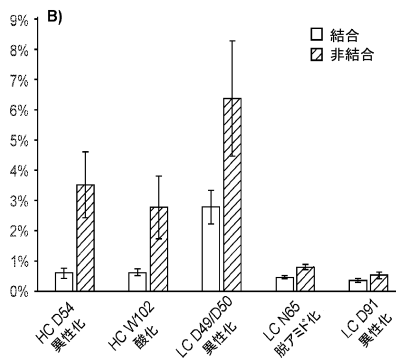 B)
9%
8%
7%
6%
5%
4%
3%
2%
1%
0%
結合
非結合
HC D54
異性化
HC W102
酸化
LC D49/D50
異性化
LC N65
脱アミド化
LC D91
異性化